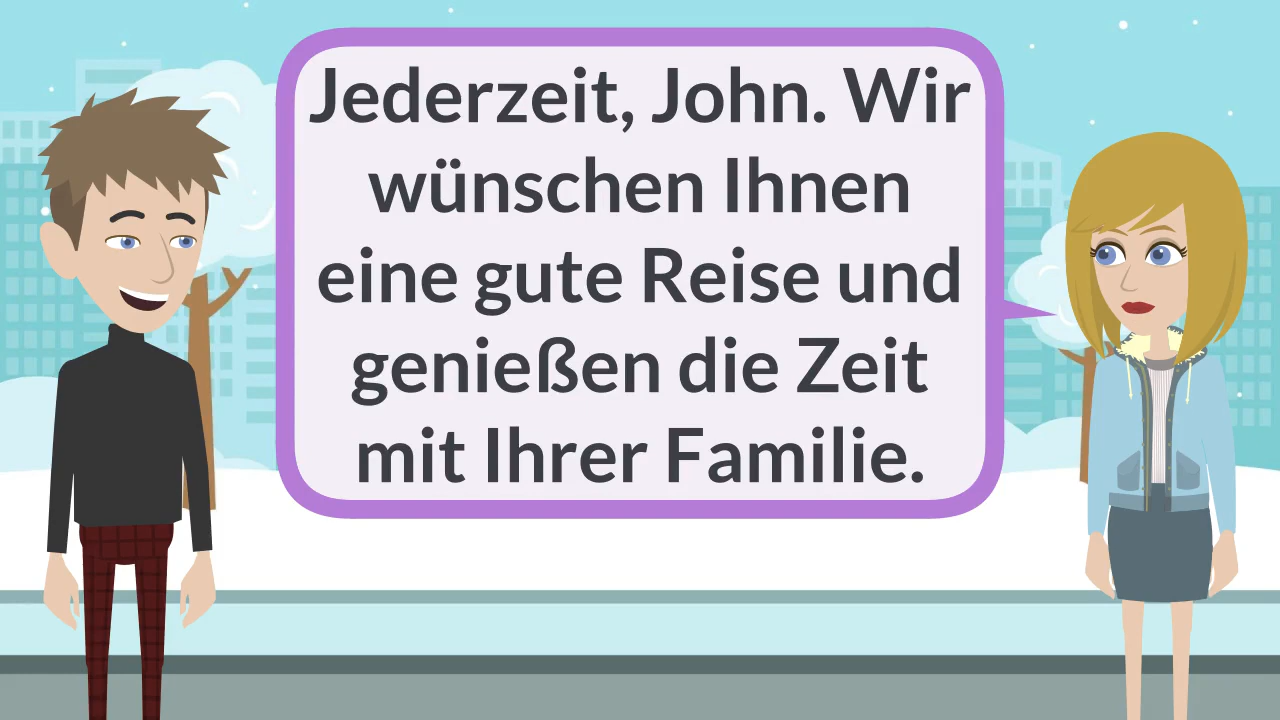 Jederzeit, John. Wir
wünschen Ihnen
eine gute Reise und
genießen die Zeit
mit Ihrer Familie.